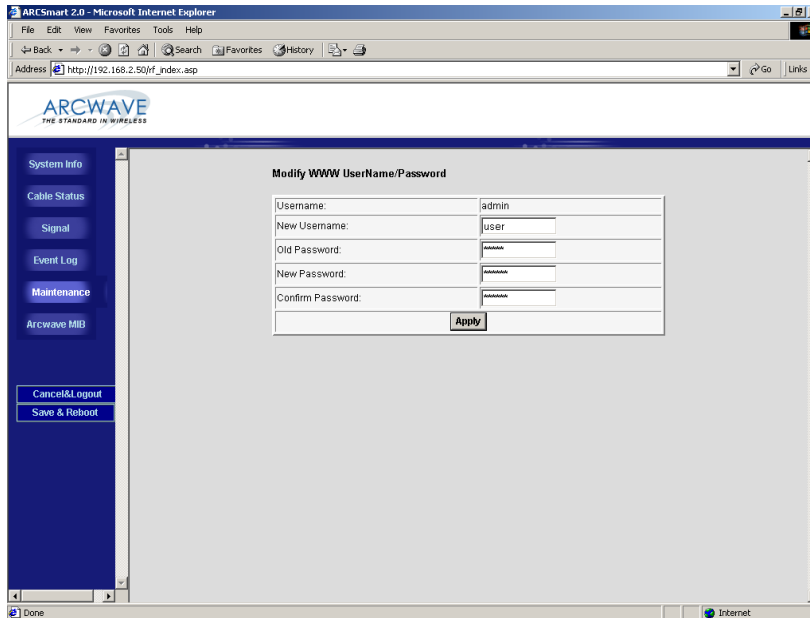 ARCSmart 2.0 - Microsoft Internet Explorer
File Edit View Favorites Tools Help
Back Search Favorites History
Address http://192.168.2.50/rf_index.asp Go Links
ARCWAVE
THE STANDARD IN WIRELESS
System Info
Cable Status
Signal
Event Log
Maintenance
Arcwave MIB
Cancel&Logout
Save & Reboot
Modify WWW UserName/Password
Username: admin
New Username: user
Old Password: *****
New Password: ******
Confirm Password: ******
Apply
Done Internet